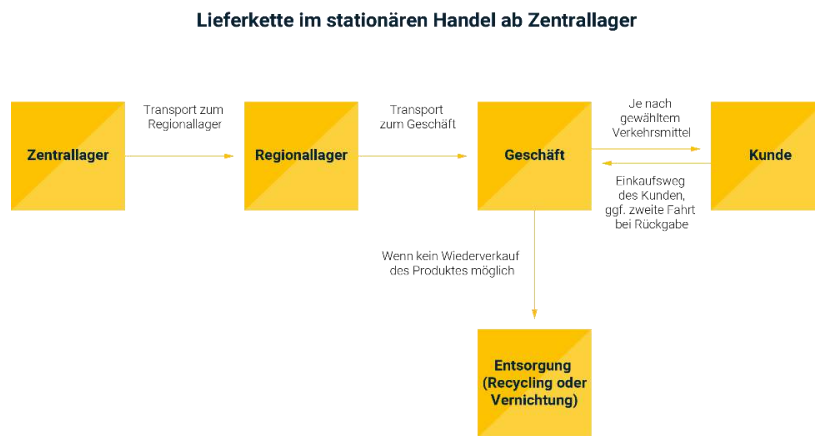 Lieferkette im stationären Handel ab Zentrallager
Zentrallager
Transport zum
Regionallager
Regionallager
Transport
zum Geschäft
Geschäft
Je nach
gewähltem
Verkehrsmittel
Einkaufsweg
des Kunden,
ggf. zweite Fahrt
bei Rückgabe
Kunde
Wenn kein Wiederverkauf
des Produktes möglich
Entsorgung
(Recycling oder
Vernichtung)